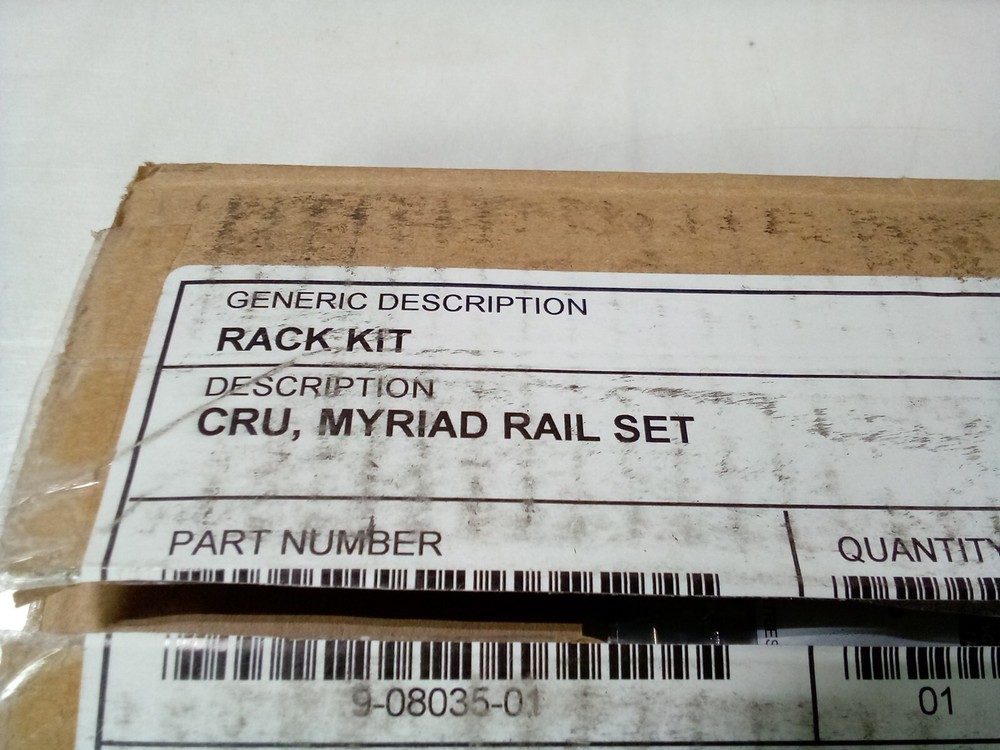 GENERIC DESCRIPTION
RACK KIT
DESCRIPTION
CRU, MYRIAD RAIL SET
PART NUMBER
QUANTITY
9-08035-01
01